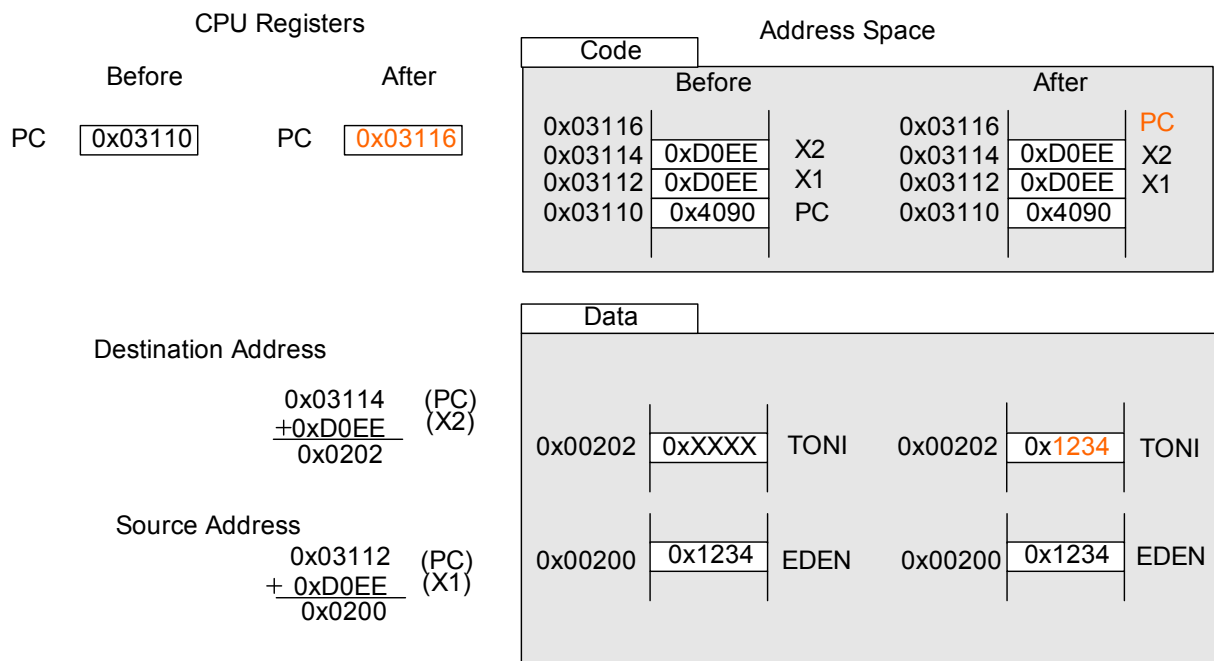 CPU Registers
Address Space
Code
Before After
Before After
PC 0x03110 PC 0x03116
0x03116 0x03116 PC
0x03114 0xD0EE X2 0x03114 0xD0EE X2
0x03112 0xD0EE X1 0x03112 0xD0EE X1
0x03110 0x4090 PC 0x03110 0x4090
Data
Destination Address
0x03114 (PC)
+0xD0EE (X2)
0x0202
0x00202 0xXXXX TONI 0x00202 0x1234 TONI
Source Address
0x03112 (PC)
+ 0xD0EE (X1)
0x0200
0x00200 0x1234 EDEN 0x00200 0x1234 EDEN